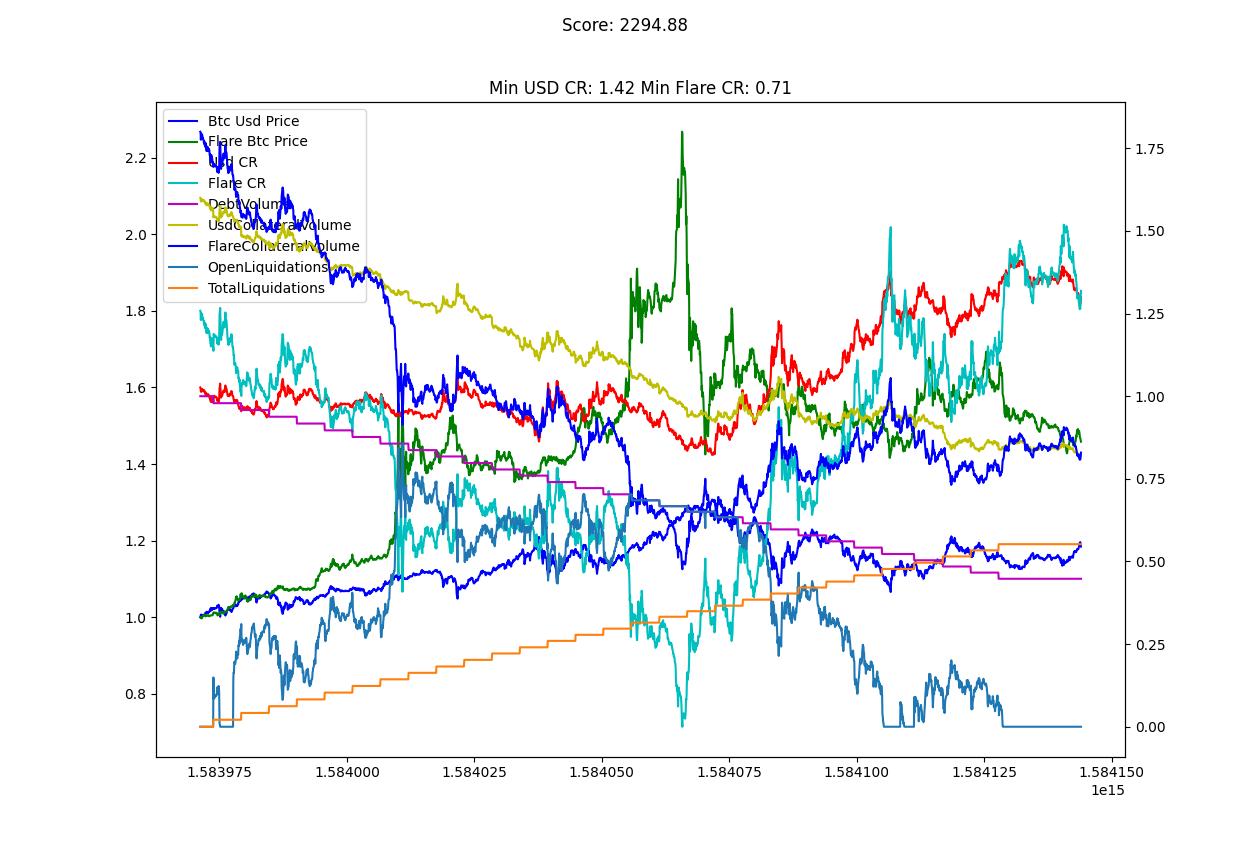 Score: 2294.88
Min USD CR: 1.42 Min Flare CR: 0.71
Btc Usd Price
Flare Btc Price
Usd CR
Flare CR
DebtVolume
UsdCollateralVolume
FlareCollateralVolume
OpenLiquidations
TotalLiquidations
2.2
2.0
1.8
1.6
1.4
1.2
1.0
0.8
1.75
1.50
1.25
1.00
0.75
0.50
0.25
0.00
1.583975
1.584000
1.584025
1.584050
1.584075
1.584100
1.584125
1.584150
1e15